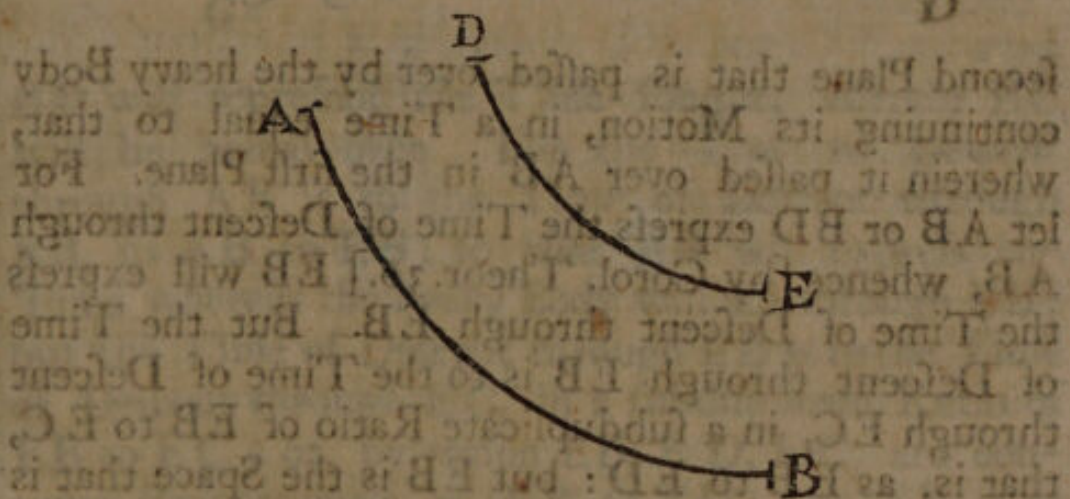 G
D
ſecond Plane that is paſſed over by the heavy Body
A
continuing its Motion, in a Time equal to that,
wherein it paſſed over AB in the firſt Plane. For
let AB or BD expreſs the Time of Deſcent through
AB, whence [by Corol. Theor. EB will expreſs
E
the Time of Deſcent through EB. But the Time
of Deſcent through EB is to the Time of Deſcent
through EC, in a ſubduplicate Ratio of EB to EC,
that is, as to ED: but EB is the Space that is
B